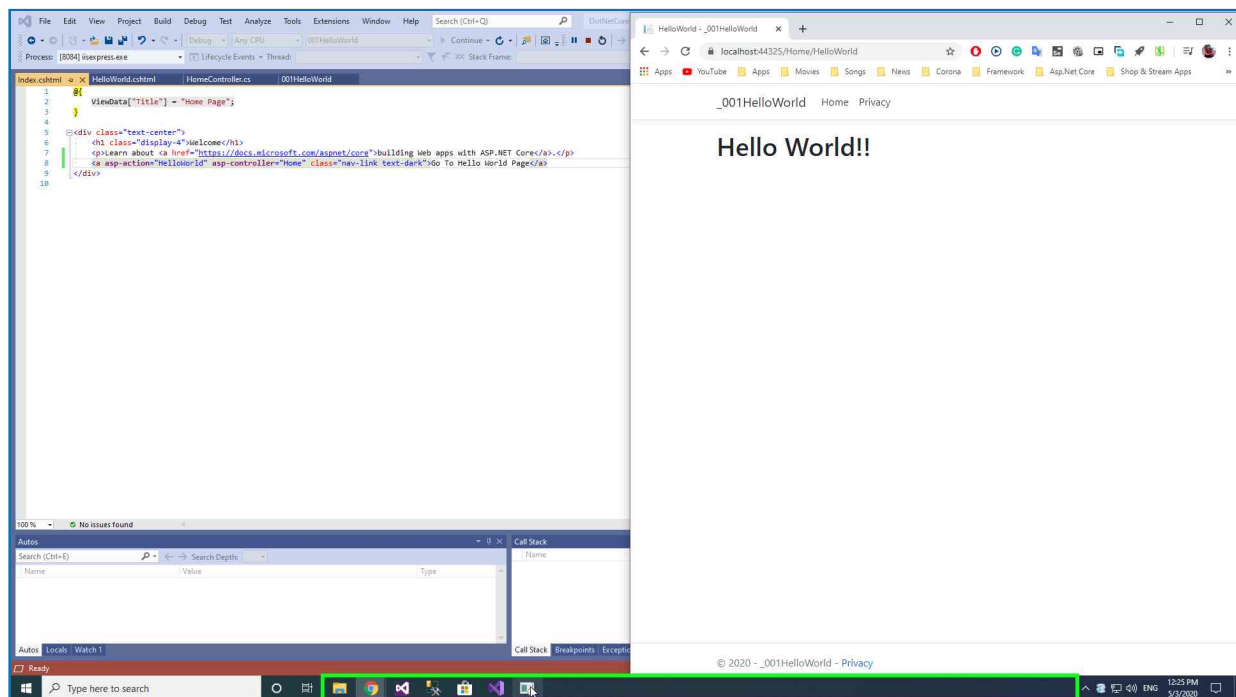 File Edit View Project Build Debug Test Analyze Tools Extensions Window Help Search (Ctrl+Q) DotNetCore
Debug Any CPU 001HelloWorld Continue
Process: [8084] iisexpress.exe Lifecycle Events Thread: Stack Frame:
Index.cshtml HelloWorld.cshtml HomeController.cs 001HelloWorld
1 @{
2 ViewData["Title"] = "Home Page";
3 }
4
5 <div class="text-center">
6 <h1 class="display-4">Welcome</h1>
7 <p>Learn about <a href="https://docs.microsoft.com/aspnet/core">building Web apps with ASP.NET Core</a>.</p>
8 <a asp-action="HelloWorld" asp-controller="Home" class="nav-link text-dark">Go To Hello World Page</a>
9 </div>
10
100 % No issues found
Autos
Search (Ctrl+E) Search Depth:
Name Value Type
Autos Locals Watch 1
Call Stack
Name
Call Stack Breakpoints Exceptio
Ready
HelloWorld - _001HelloWorld
localhost:44325/Home/HelloWorld
Apps YouTube Apps Movies Songs News Corona Framework Asp.Net Core Shop & Stream Apps »
_001HelloWorld Home Privacy
Hello World!!
© 2020 - _001HelloWorld - Privacy
Type here to search
ENG 12:25 PM
5/3/2020